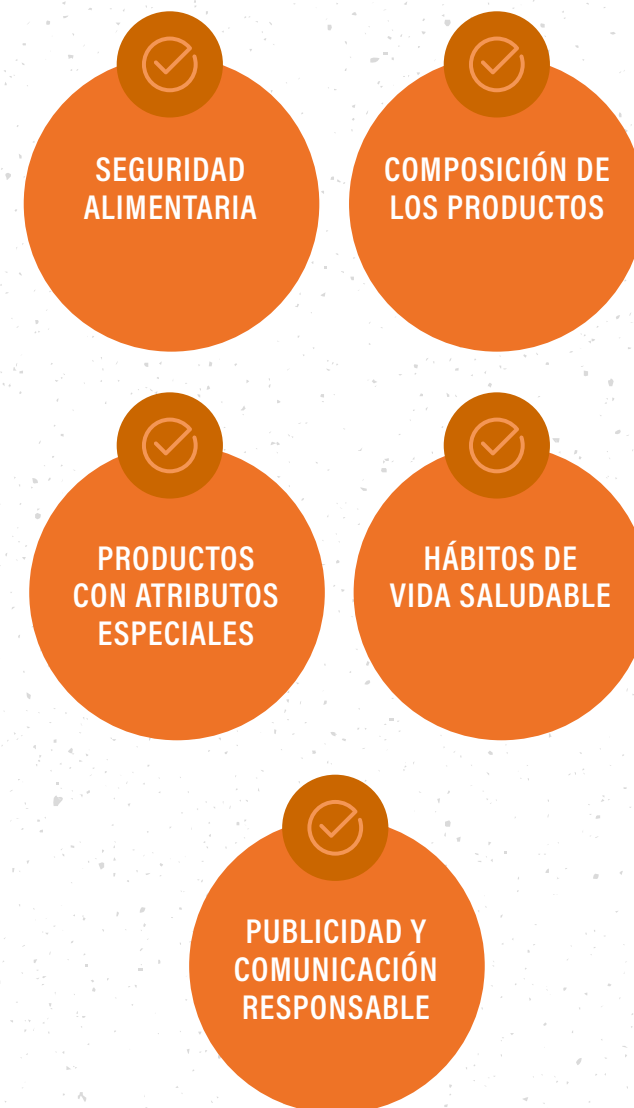 SEGURIDAD
ALIMENTARIA
COMPOSICIÓN DE
LOS PRODUCTOS
PRODUCTOS
CON ATRIBUTOS
ESPECIALES
HÁBITOS DE
VIDA SALUDABLE
PUBLICIDAD Y
COMUNICACIÓN
RESPONSABLE